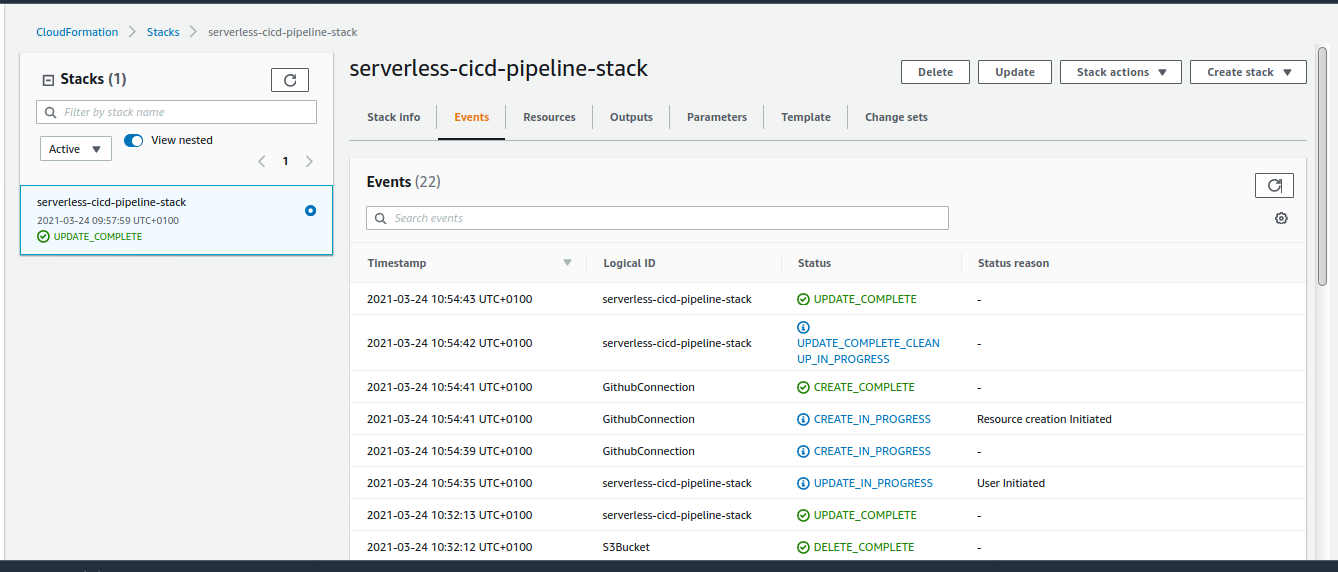 CloudFormation > Stacks > serverless-cicd-pipeline-stack
Stacks (1)
Filter by stack name
Active
View nested
1
serverless-cicd-pipeline-stack
2021-03-24 09:57:59 UTC+0100
UPDATE_COMPLETE
serverless-cicd-pipeline-stack
Delete Update Stack actions Create stack
Stack info Events Resources Outputs Parameters Template Change sets
Events (22)
Search events
Timestamp Logical ID Status Status reason
2021-03-24 10:54:43 UTC+0100 serverless-cicd-pipeline-stack UPDATE_COMPLETE -
2021-03-24 10:54:42 UTC+0100 serverless-cicd-pipeline-stack UPDATE_COMPLETE_CLEAN -
UP_IN_PROGRESS
2021-03-24 10:54:41 UTC+0100 GithubConnection CREATE_COMPLETE -
2021-03-24 10:54:41 UTC+0100 GithubConnection CREATE_IN_PROGRESS Resource creation Initiated
2021-03-24 10:54:39 UTC+0100 GithubConnection CREATE_IN_PROGRESS -
2021-03-24 10:54:35 UTC+0100 serverless-cicd-pipeline-stack UPDATE_IN_PROGRESS User Initiated
2021-03-24 10:32:13 UTC+0100 serverless-cicd-pipeline-stack UPDATE_COMPLETE -
2021-03-24 10:32:12 UTC+0100 S3Bucket DELETE_COMPLETE -